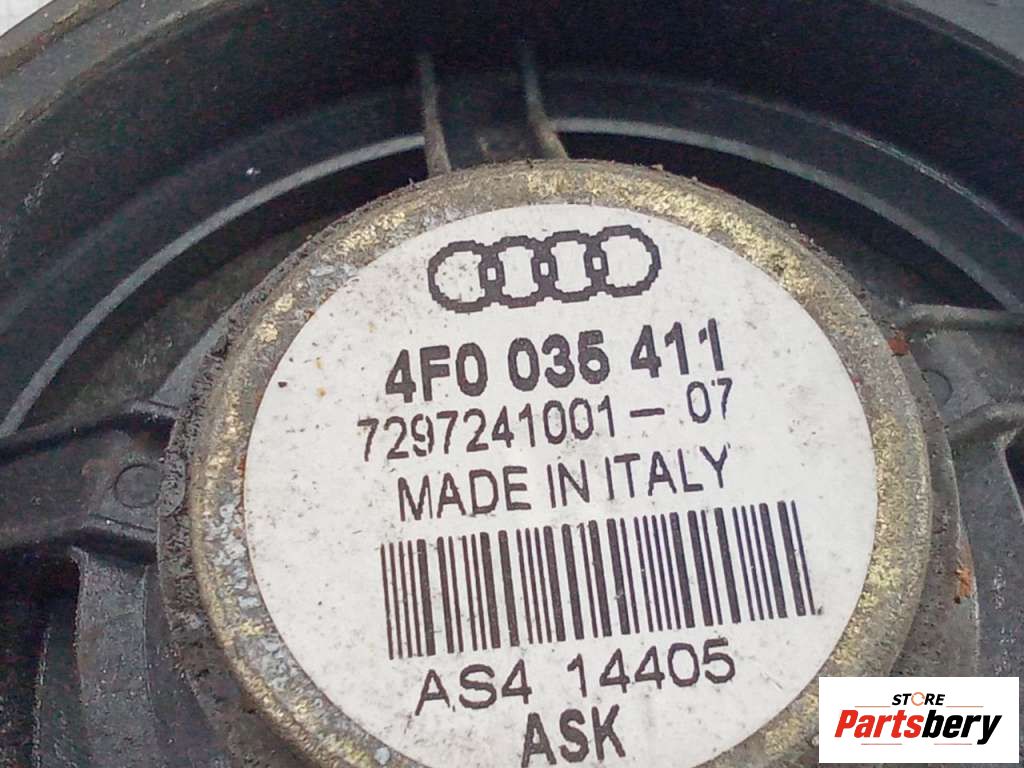 4F0 035 411
7297241001-07
MADE IN ITALY
AS4 14405
ASK
STORE
Partsbery